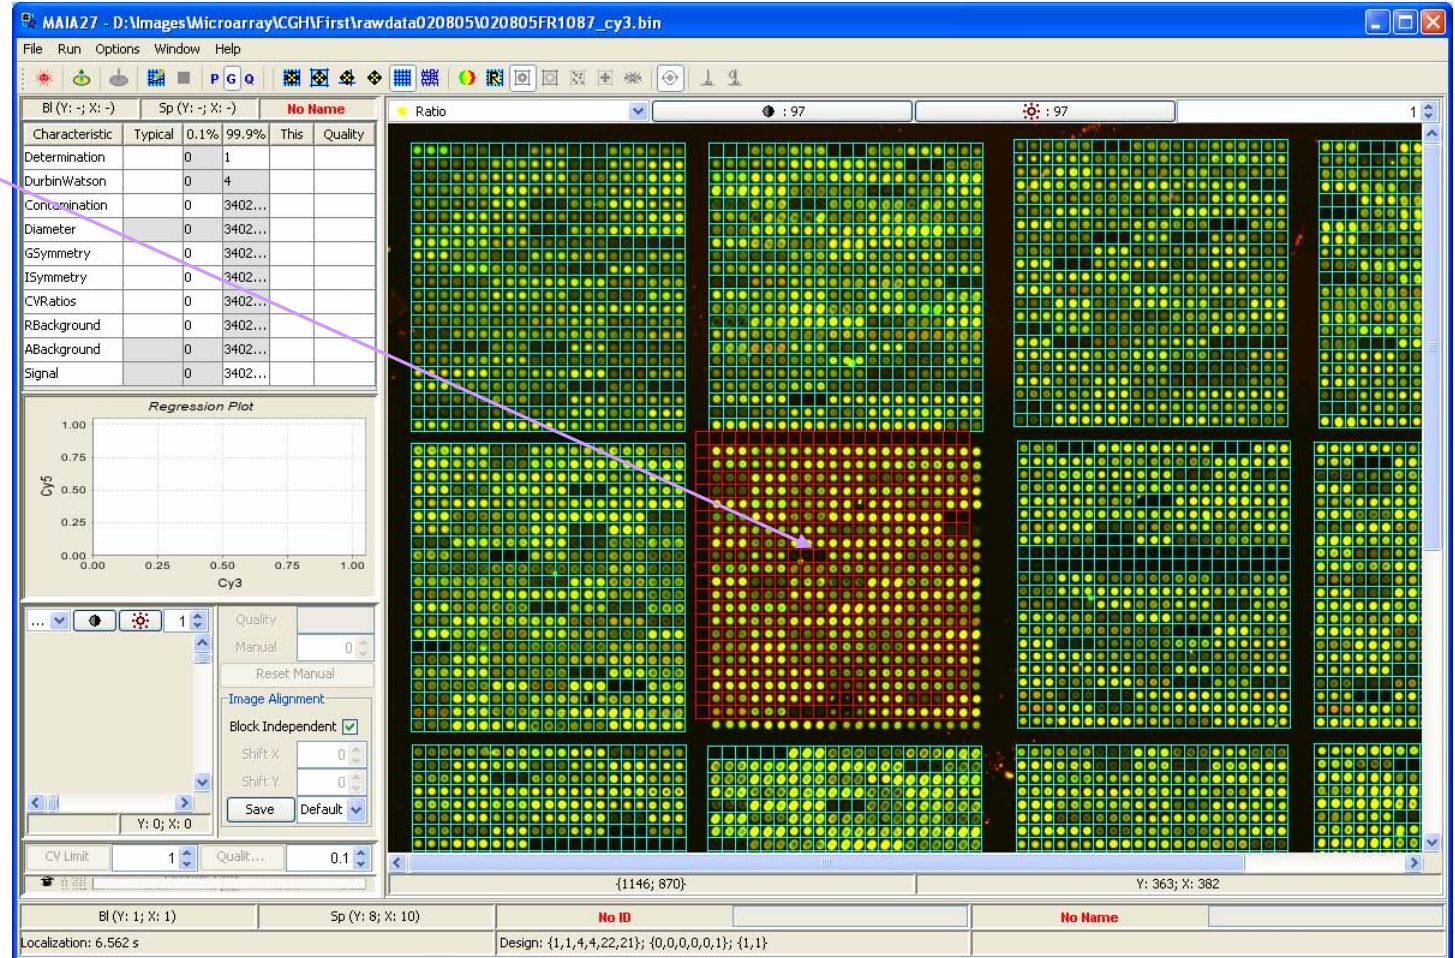 MAIA27 - D:\Images\Microarray\CGH\First\rawdata020805\020805FR1087_cy3.bin
File Run Options Window Help
P G Q
Bl (Y: -; X: -) Sp (Y: -; X: -) No Name
Ratio : 97 : 97 1
Characteristic Typical 0.1% 99.9% This Quality
Determination 0 1
DurbinWatson 0 4
Contamination 0 3402...
Diameter 0 3402...
GSymmetry 0 3402...
ISymmetry 0 3402...
CVRatios 0 3402...
RBackground 0 3402...
ABackground 0 3402...
Signal 0 3402...
Regression Plot
1.00
0.75
0.50
0.25
0.00
Cy5
0.00 0.25 0.50 0.75 1.00
Cy3
... 1
Quality
Manual 0
Reset Manual
Image Alignment
Block Independent
Shift X 0
Shift Y 0
Save Default
Y: 0; X: 0
CV Limit 1 Qualit... 0.1
{1146; 870} Y: 363; X: 382
Bl (Y: 1; X: 1) Sp (Y: 8; X: 10) No ID No Name
Localization: 6.562 s Design: {1,1,4,4,22,21}; {0,0,0,0,0,1}; {1,1}